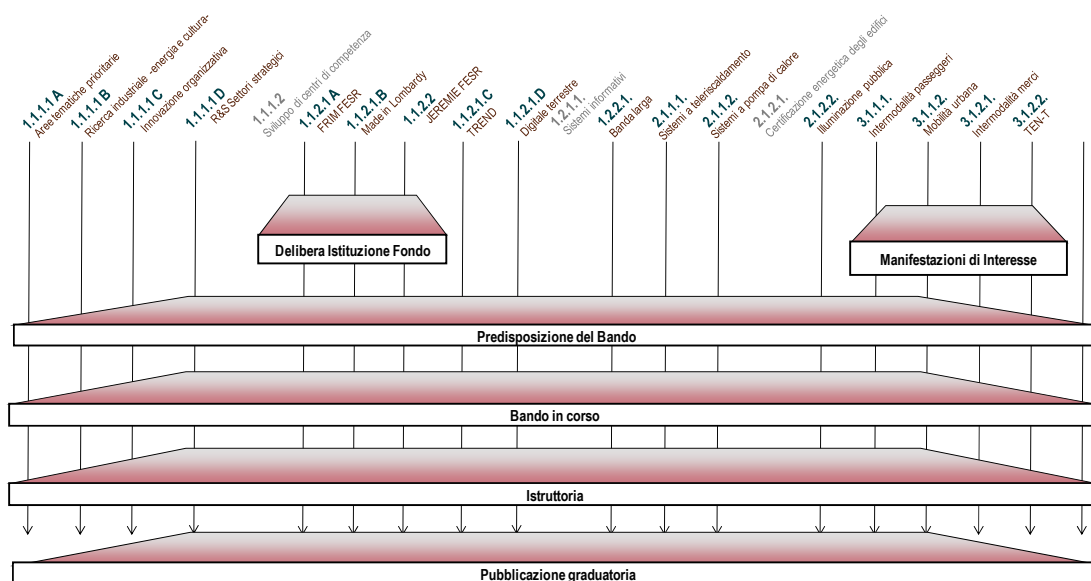 1.1.1.1 A
Aree tematiche prioritarie
1.1.1.1 B
Ricerca industriale -energia e cultura-
1.1.1.1 C
Innovazione organizzativa
1.1.1.1 D
R&S Settori strategici
1.1.1.2
Sviluppo di centri di competenza
1.1.2.1 A
FRIM FESR
1.1.2.1.B
Made in Lombardy
1.1.2.2
JEREMIE FESR
1.1.2.1.C
TREND
1.1.2.1.D
Digitale terrestre
1.2.1.1.
Sistemi informativi
1.2.2.1.
Banda larga
2.1.1.1.
Sistemi a teleriscaldamento
2.1.1.2.
Sistemi a pompa di calore
2.1.2.1.
Certificazione energetica degli edifici
2.1.2.2.
Illuminazione pubblica
3.1.1.1.
Intermodalità passeggeri
3.1.1.2.
Mobilità urbana
3.1.2.1.
Intermodalità merci
3.1.2.2.
TEN-T
Delibera Istituzione Fondo
Manifestazioni di Interesse
Predisposizione del Bando
Bando in corso
Istruttoria
Pubblicazione graduatoria